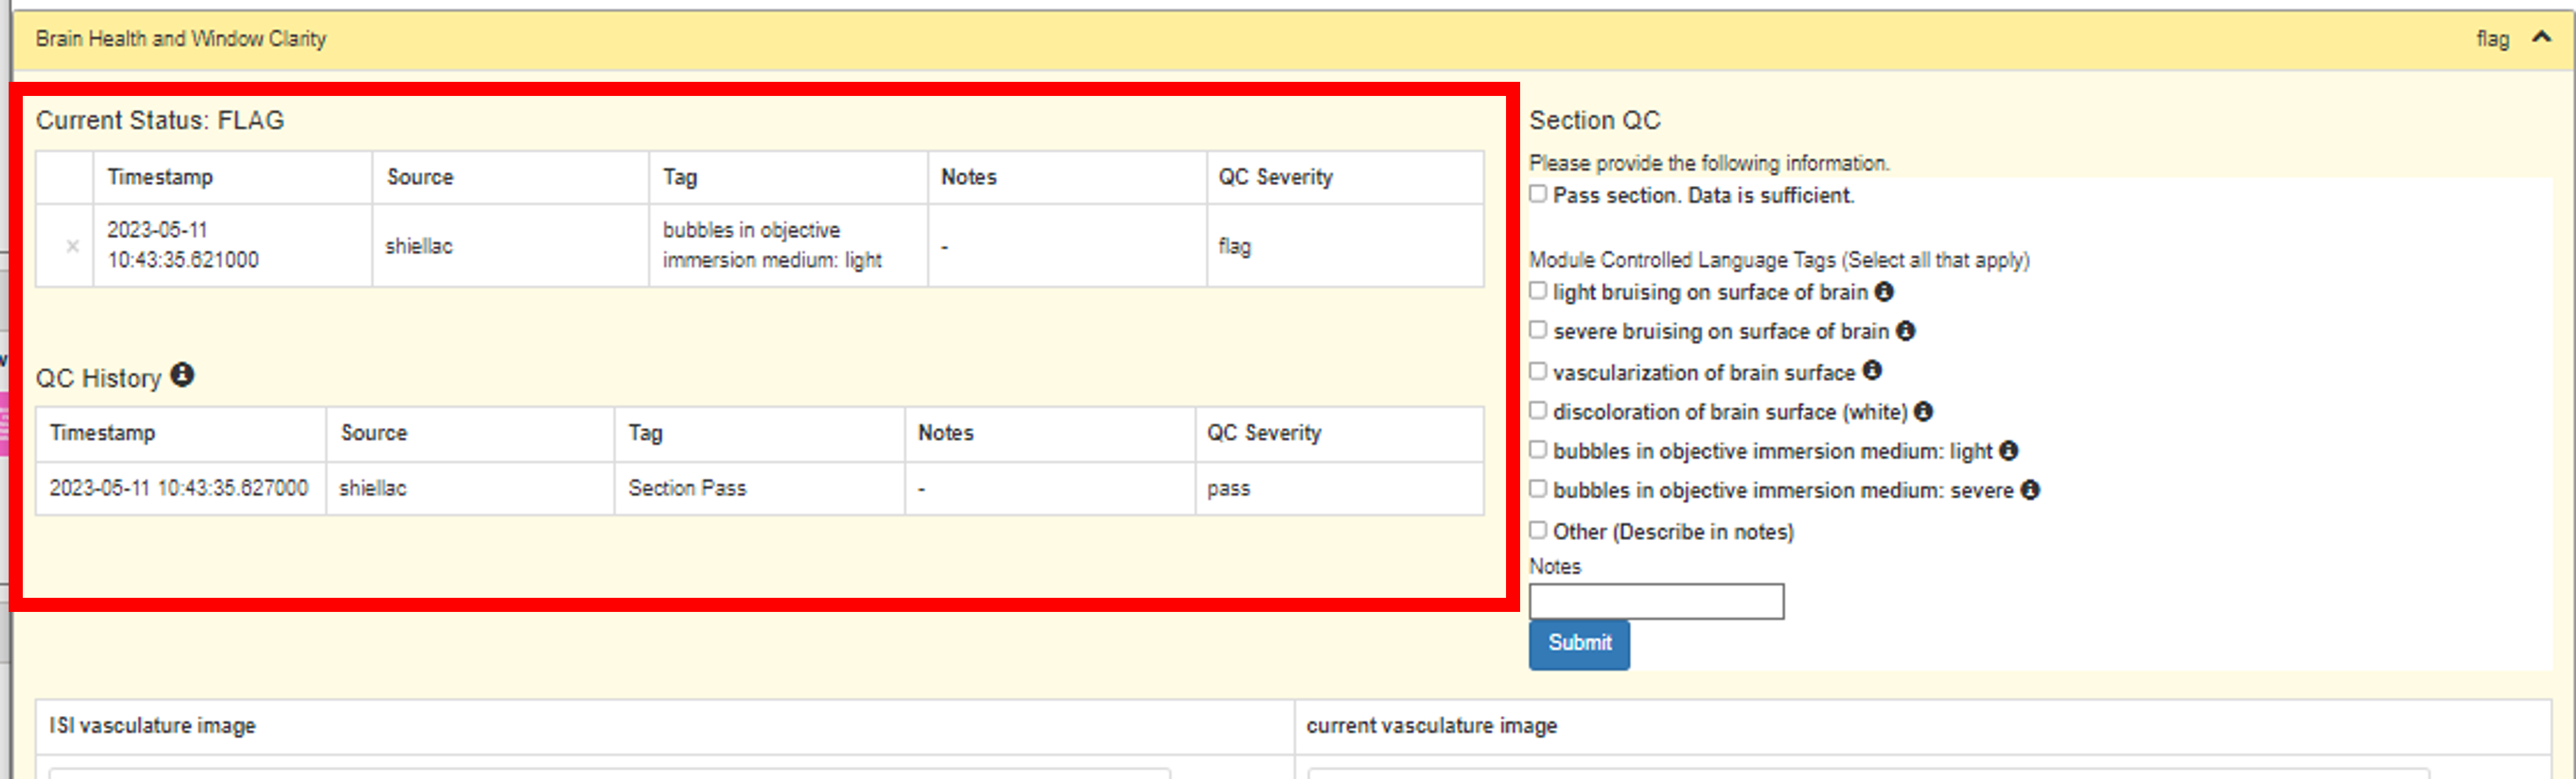 Brain Health and Window Clarity
flag
Current Status: FLAG
Timestamp Source Tag Notes QC Severity
× 2023-05-11 10:43:35.621000 shiellac bubbles in objective immersion medium: light - flag
QC History
Timestamp Source Tag Notes QC Severity
2023-05-11 10:43:35.627000 shiellac Section Pass - pass
Section QC
Please provide the following information.
Pass section. Data is sufficient.
Module Controlled Language Tags (Select all that apply)
light bruising on surface of brain
severe bruising on surface of brain
vascularization of brain surface
discoloration of brain surface (white)
bubbles in objective immersion medium: light
bubbles in objective immersion medium: severe
Other (Describe in notes)
Notes
Submit
ISI vasculature image
current vasculature image